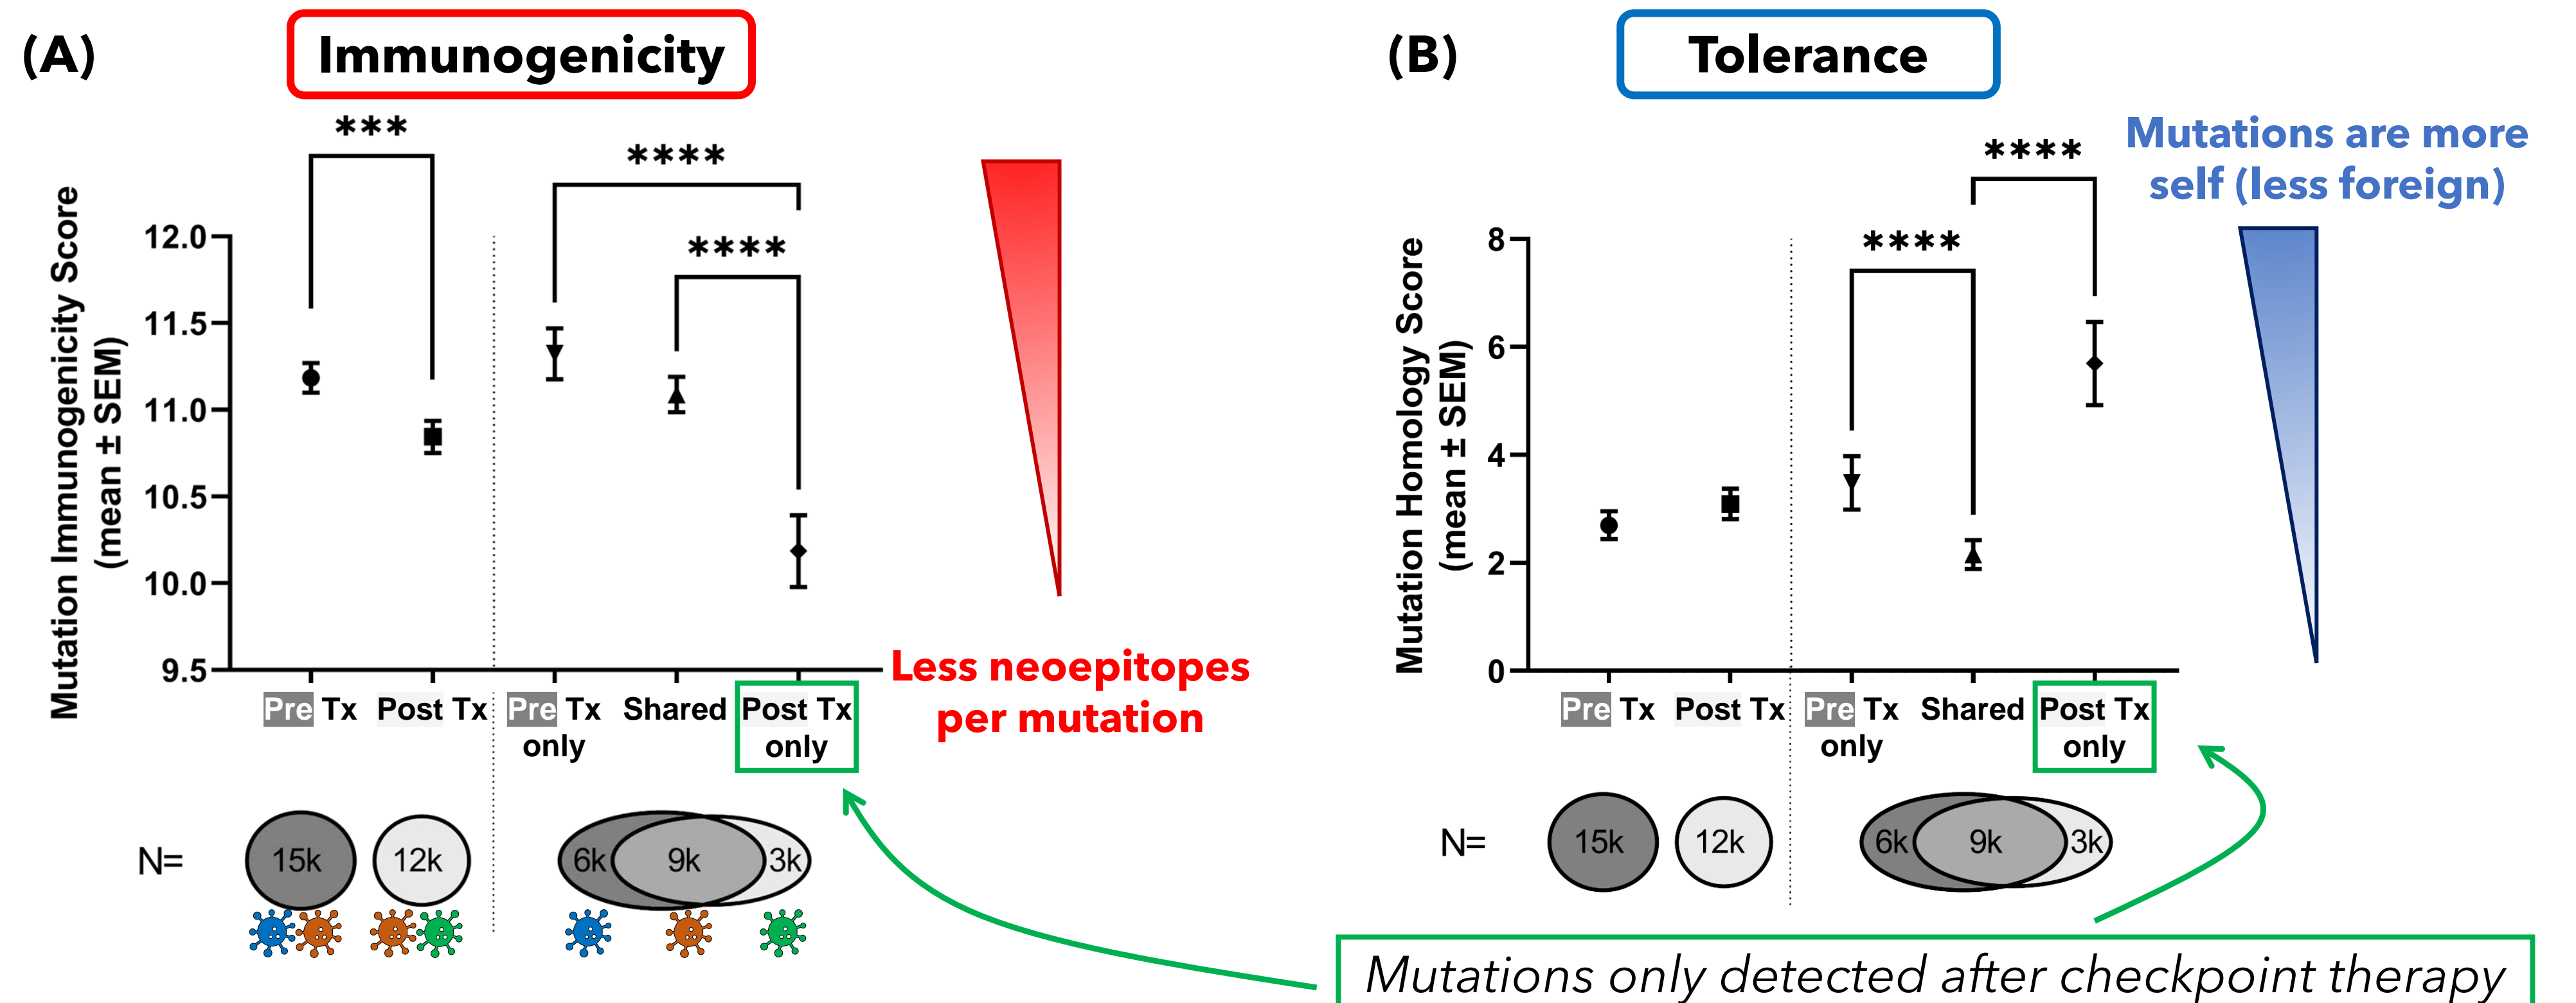 (A)
Immunogenicity
***
****
****
Mutation Immunogenicity Score
(mean ± SEM)
12.0
11.5
11.0
10.5
10.0
9.5
Pre Tx
Post Tx
Pre Tx
only
Shared
Post Tx
only
Less neoepitopes
per mutation
N=
15k
12k
6k
9k
3k
(B)
Tolerance
Mutations are more
self (less foreign)
****
****
Mutation Homology Score
(mean ± SEM)
8
6
4
2
0
Pre Tx
Post Tx
Pre Tx
only
Shared
Post Tx
only
N=
15k
12k
6k
9k
3k
Mutations only detected after checkpoint therapy